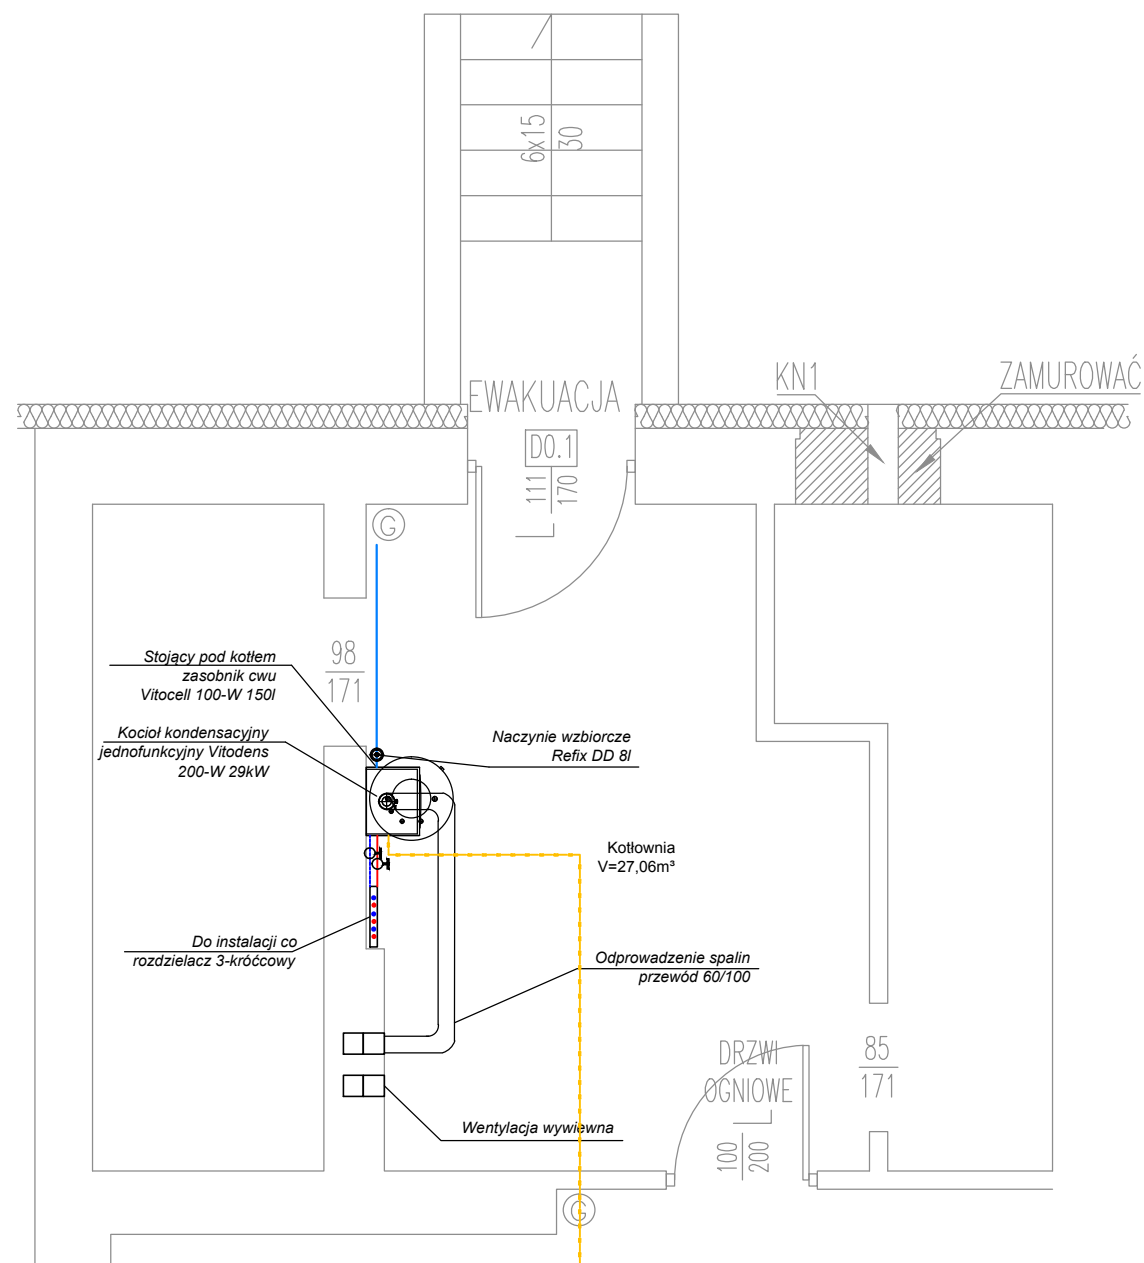 6x15
30
KN1
ZAMUROWAĆ
EWAKUACJA
D0.1
111
170
G
98
171
Stojący pod kotłem
zasobnik cwu
Vitocell 100-W 150l
Kocioł kondensacyjny
jednofunkcyjny Vitodens
200-W 29kW
Naczynie wzbiorcze
Refix DD 8l
Kotłownia
V=27,06m³
Do instalacji co
rozdzielacz 3-króćcowy
Odprowadzenie spalin
przewód 60/100
DRZWI
OGNIOWE
85
171
Wentylacja wywiewna
100
200
G